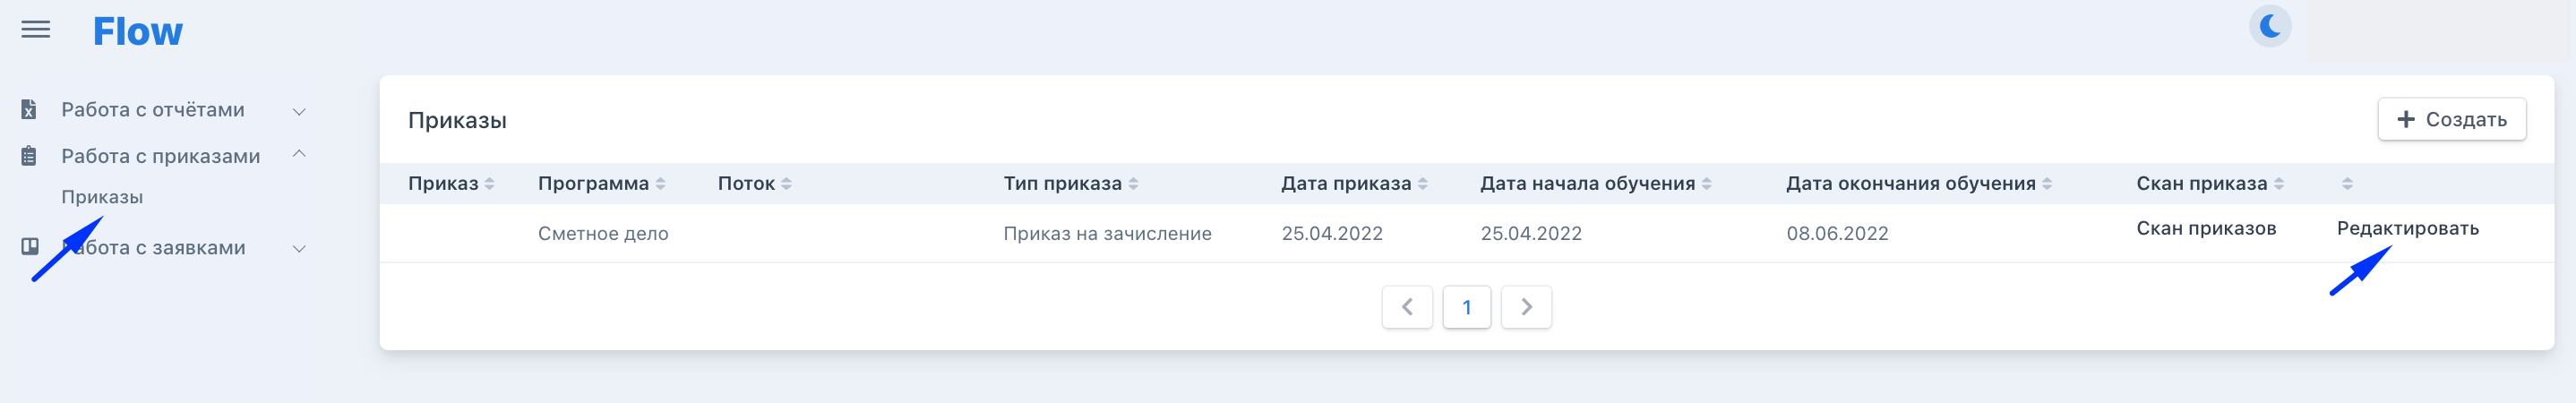 Flow
Работа с отчётами
Работа с приказами
Приказы
Работа с заявками
Приказы
Создать
Приказ Программа Поток Тип приказа Дата приказа Дата начала обучения Дата окончания обучения Скан приказа
Сметное дело Приказ на зачисление 25.04.2022 25.04.2022 08.06.2022 Скан приказов Редактировать
1